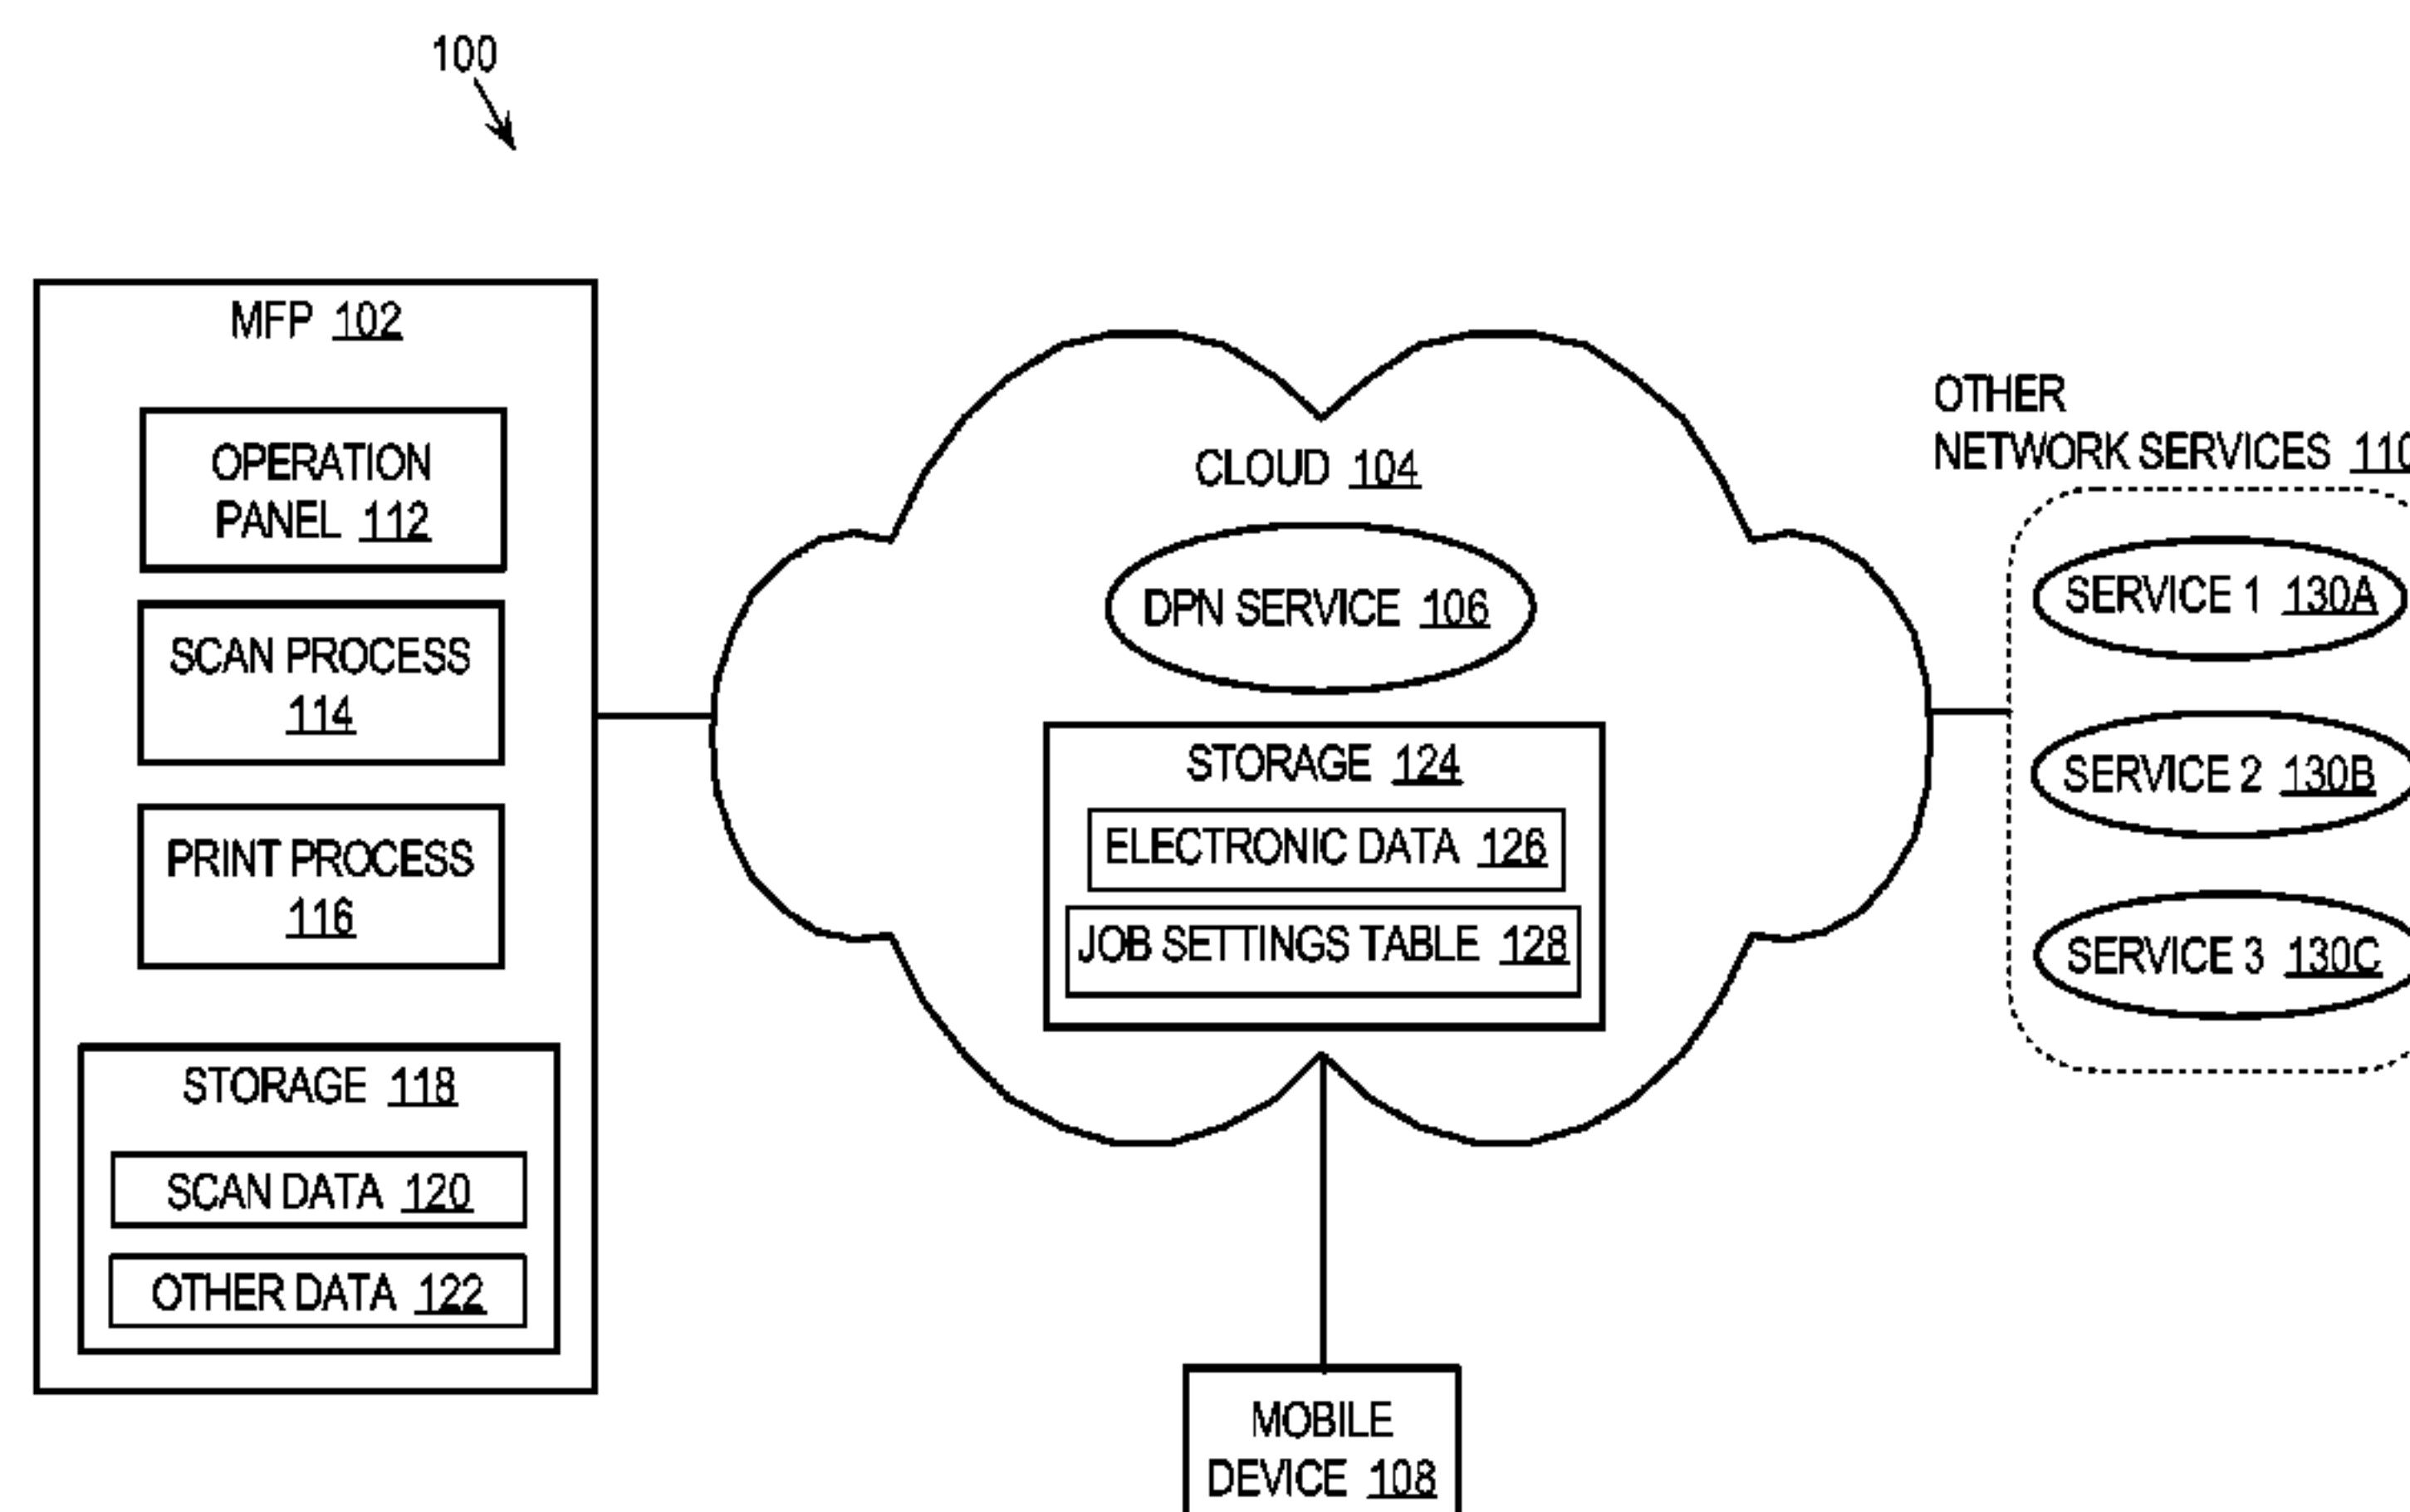 100
MFP 102
OPERATION
PANEL 112
SCAN PROCESS
114
PRINT PROCESS
116
STORAGE 118
SCAN DATA 120
OTHER DATA 122
CLOUD 104
DPN SERVICE 106
STORAGE 124
ELECTRONIC DATA 126
JOB SETTINGS TABLE 128
MOBILE
DEVICE 108
OTHER
NETWORK SERVICES 110
SERVICE 1 130A
SERVICE 2 130B
SERVICE 3 130C